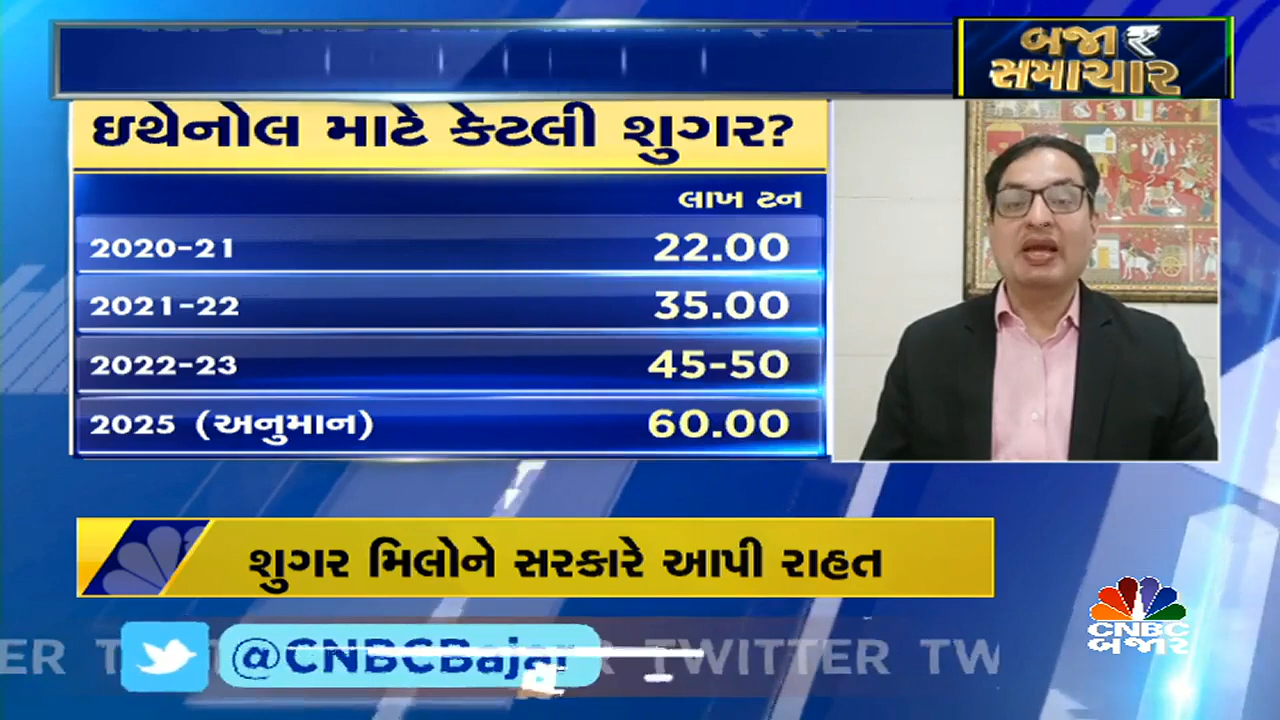 બજાર
સમાચાર
ઇથેનોલ માટે કેટલી શુગર?
લાખ ટન
2020-21 22.00
2021-22 35.00
2022-23 45-50
2025 (અનુમાન) 60.00
શુગર મિલોને સરકારે આપી રાહત
@CNBCBajar
TWITTER
CNBC
બજાર